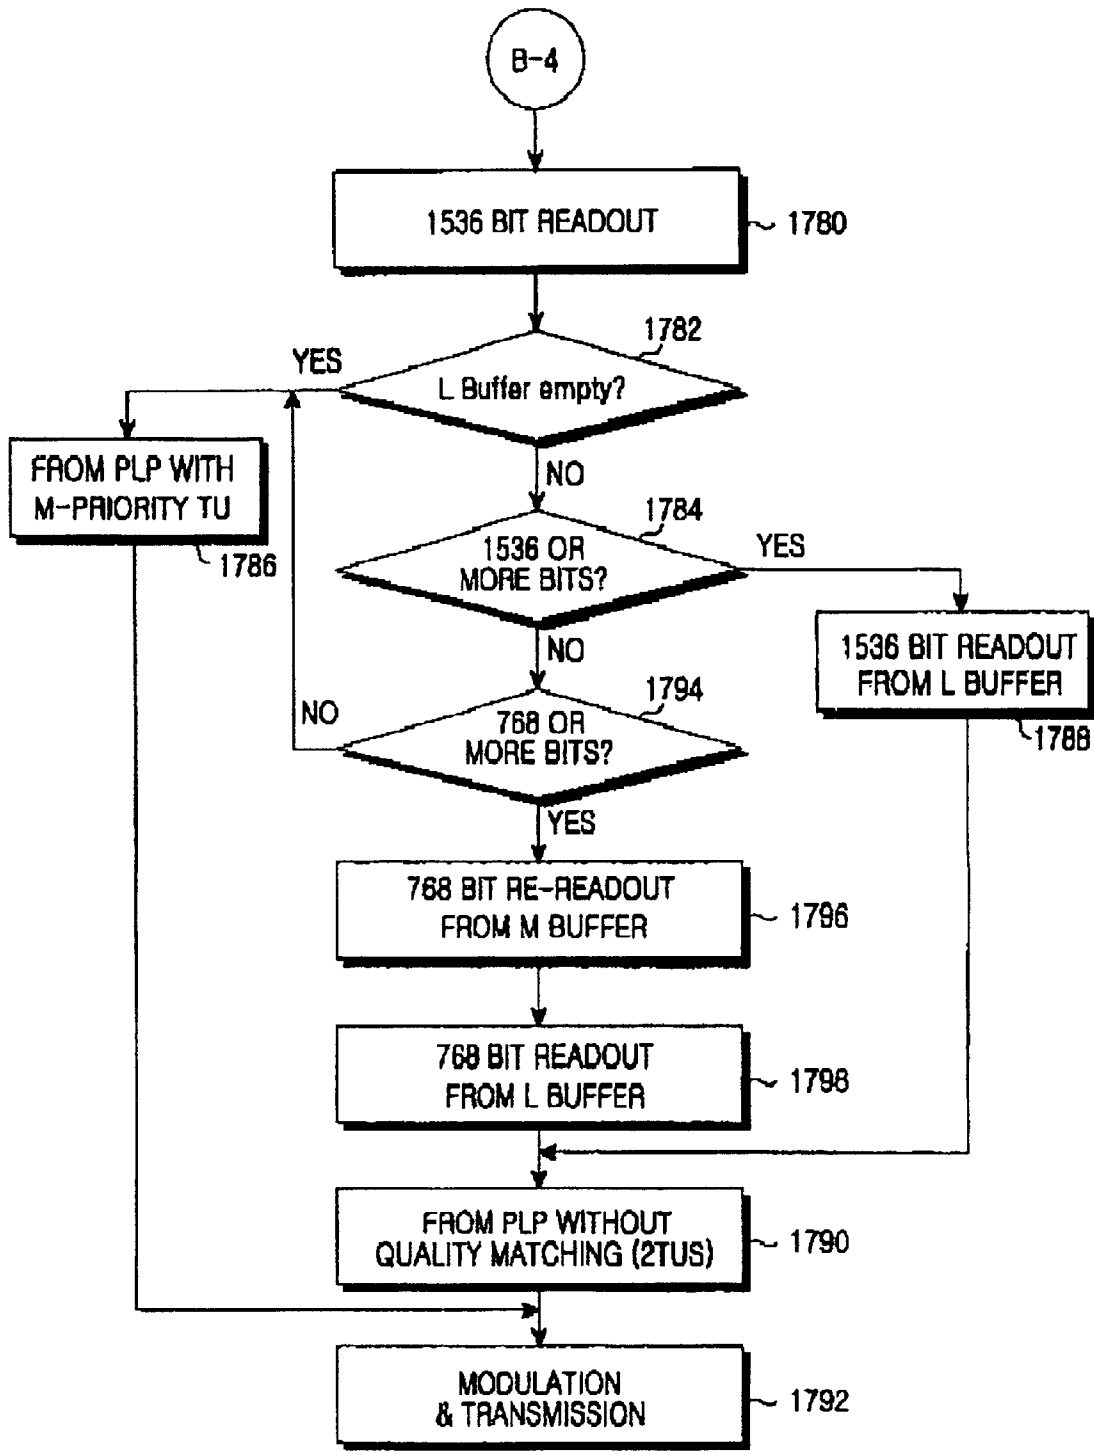 B-4
1536 BIT READOUT
1780
1782
YES
L Buffer empty?
NO
FROM PLP WITH
M-PRIORITY TU
1786
1784
1536 OR
MORE BITS?
YES
NO
1536 BIT READOUT
FROM L BUFFER
1788
1794
768 OR
MORE BITS?
NO
YES
768 BIT RE-READOUT
FROM M BUFFER
1796
768 BIT READOUT
FROM L BUFFER
1798
FROM PLP WITHOUT
QUALITY MATCHING (2TUS)
1790
MODULATION
& TRANSMISSION
1792